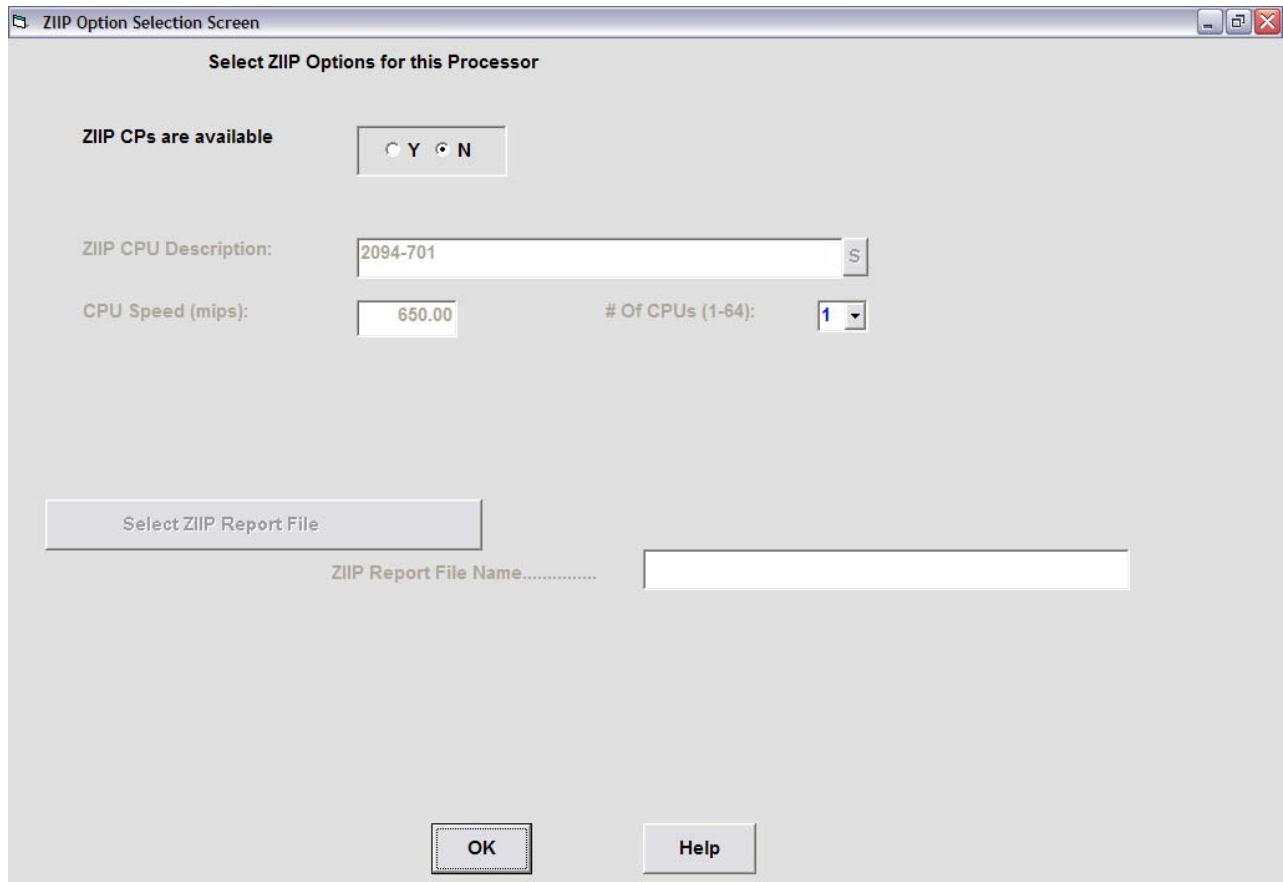 ZIIP Option Selection Screen
Select ZIIP Options for this Processor
ZIIP CPs are available
Y N
ZIIP CPU Description:
2094-701
S
CPU Speed (mips):
650.00
# Of CPUs (1-64):
1
Select ZIIP Report File
ZIIP Report File Name...............
OK
Help